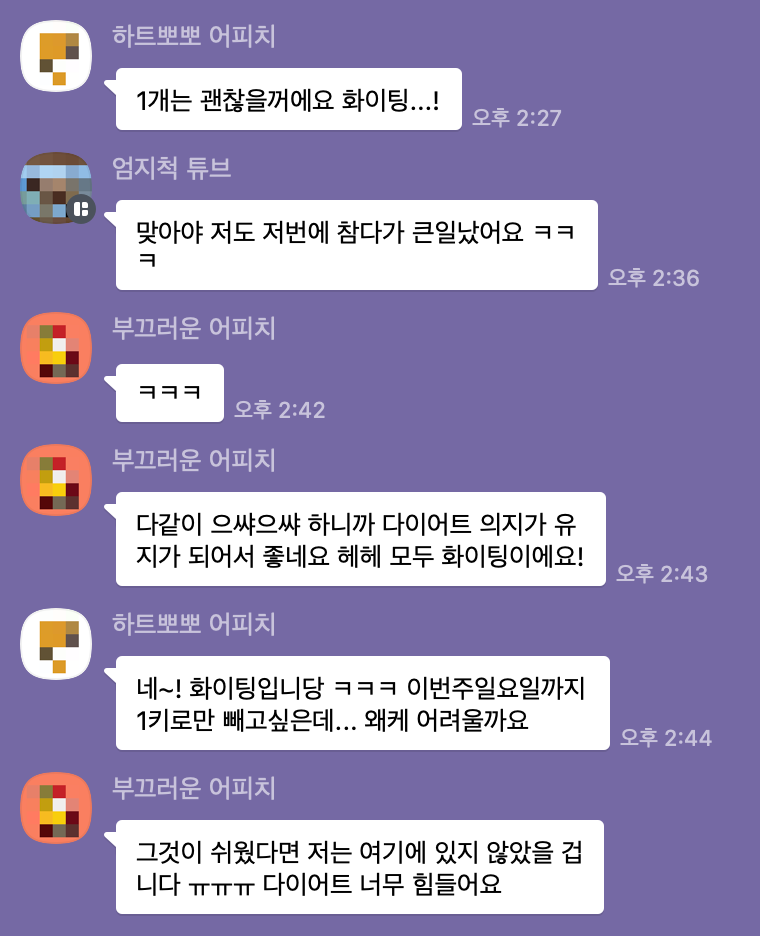 하트뽀뽀 어피치
1개는 괜찮을꺼에요 화이팅...!
오후 2:27
엄지척 튜브
맞아야 저도 저번에 참다가 큰일났어요 ㅋㅋ
ㅋ
오후 2:36
부끄러운 어피치
ㅋㅋㅋ
오후 2:42
부끄러운 어피치
다같이 으쌰으쌰 하니까 다이어트 의지가 유
지가 되어서 좋네요 헤헤 모두 화이팅이에요!
오후 2:43
하트뽀뽀 어피치
네~! 화이팅입니당 ㅋㅋㅋ 이번주일요일까지
1키로만 빼고싶은데... 왜케 어려울까요
오후 2:44
부끄러운 어피치
그것이 쉬웠다면 저는 여기에 있지 않았을 겁
니다 ㅠㅠㅠ 다이어트 너무 힘들어요